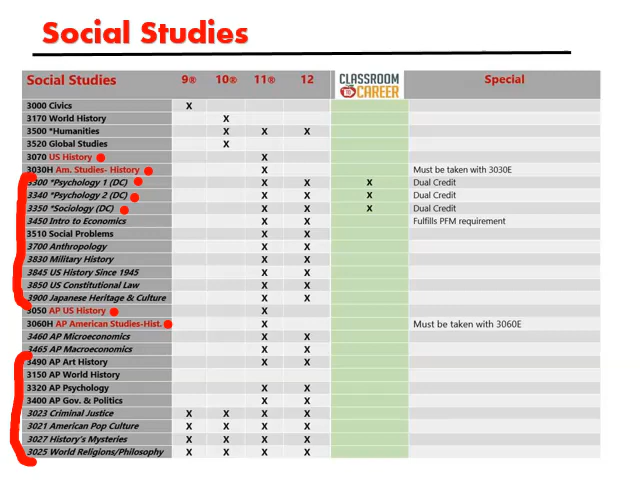 Social Studies
Social Studies 9® 10® 11® 12 CLASSROOM TO CAREER Special
3000 Civics X
3170 World History X
3500 *Humanities X X X
3520 Global Studies X
3070 US History X
3030H Am. Studies- History X Must be taken with 3030E
3300 *Psychology 1 (DC) X X X Dual Credit
3340 *Psychology 2 (DC) X X X Dual Credit
3350 *Sociology (DC) X X X Dual Credit
3450 Intro to Economics X X Fulfills PFM requirement
3510 Social Problems X X
3700 Anthropology X X
3830 Military History X X
3845 US History Since 1945 X X
3850 US Constitutional Law X X
3900 Japanese Heritage & Culture X X
3050 AP US History X
3060H AP American Studies-Hist. X Must be taken with 3060E
3460 AP Microeconomics X X
3465 AP Macroeconomics X X
3490 AP Art History X X
3150 AP World History
3320 AP Psychology X X
3400 AP Gov. & Politics X X
3023 Criminal Justice X X X X
3021 American Pop Culture X X X X
3027 History's Mysteries X X X X
3025 World Religions/Philosophy X X X X